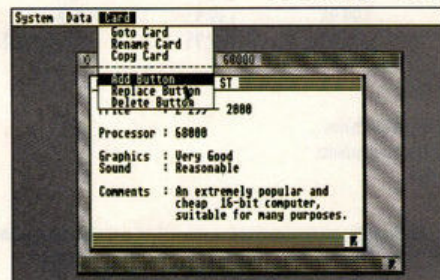 System Data Card
Goto Card
Rename Card
Copy Card
Add Button
Replace Button
Delete Button
68000
ST
Price : £ 299 - 2000
Processor : 68000
Graphics : Very Good
Sound : Reasonable
Comments : An extremely popular and
cheap 16-bit computer,
suitable for many purposes.